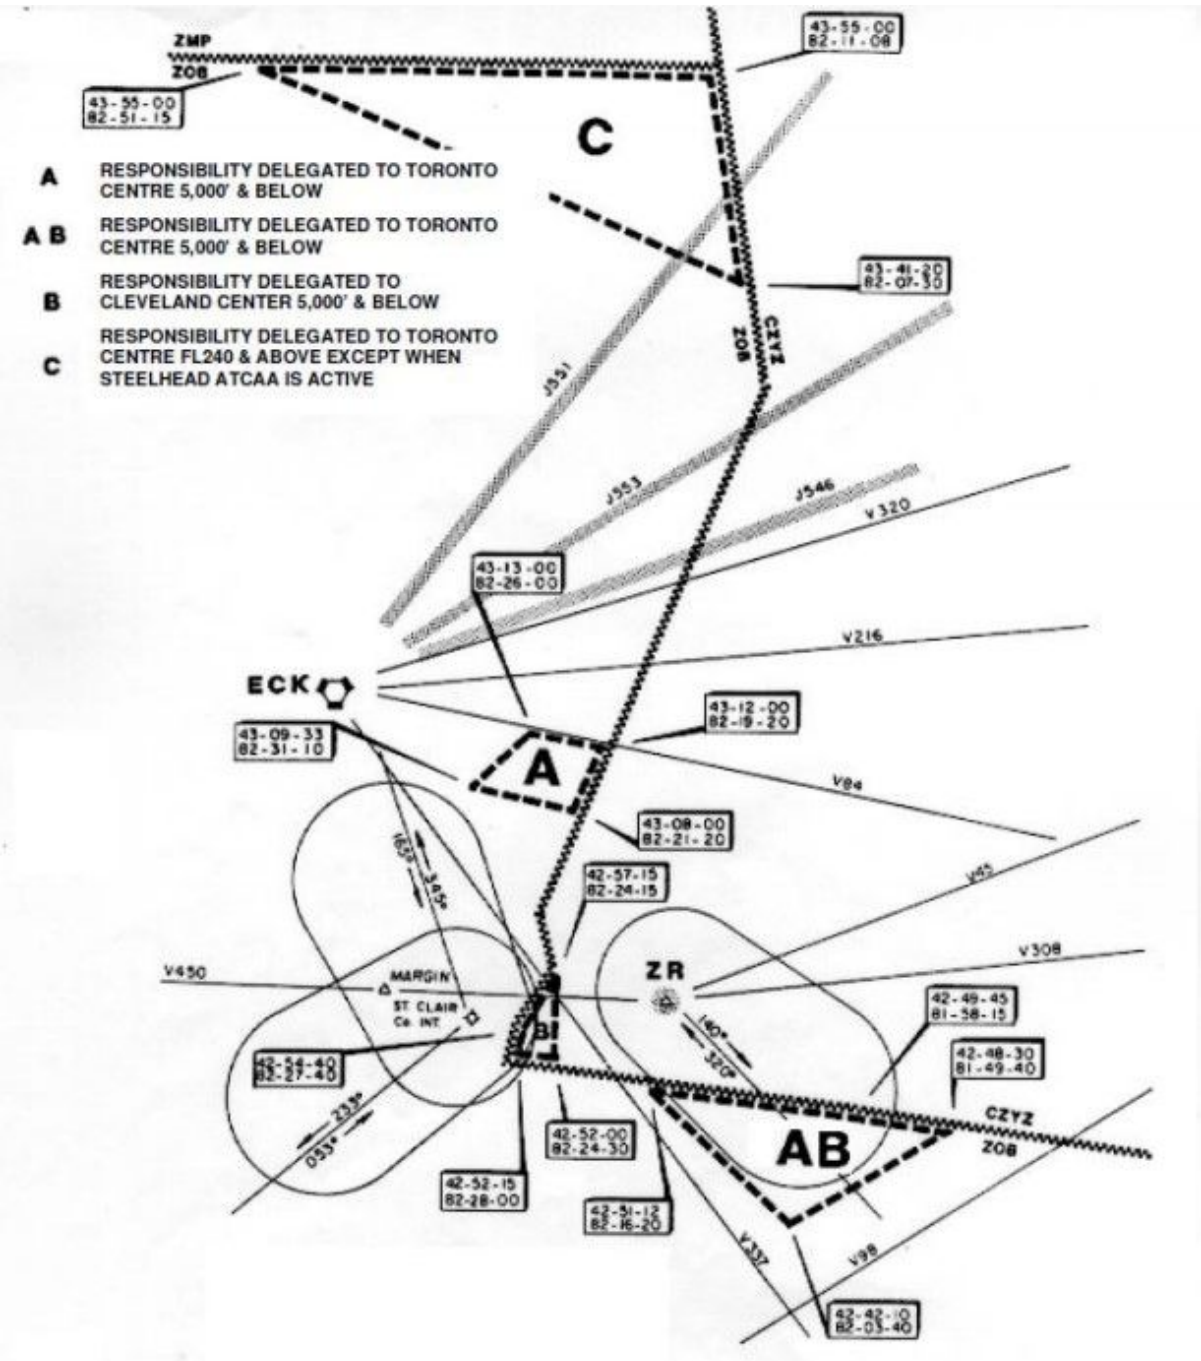 ZMP
ZOB
43-55-00
82-11-08
43-55-00
82-51-15
C
A RESPONSIBILITY DELEGATED TO TORONTO
CENTRE 5,000' & BELOW
A B RESPONSIBILITY DELEGATED TO TORONTO
CENTRE 5,000' & BELOW
B RESPONSIBILITY DELEGATED TO
CLEVELAND CENTER 5,000' & BELOW
C RESPONSIBILITY DELEGATED TO TORONTO
CENTRE FL240 & ABOVE EXCEPT WHEN
STEELHEAD ATCAA IS ACTIVE
43-41-20
82-07-30
ZOB
CZYZ
J551
J553
J546
V320
43-13-00
82-26-00
V216
ECK
43-12-00
82-19-20
43-09-33
82-31-10
A
V84
43-08-00
82-21-20
165°
345°
42-57-15
82-24-15
V45
V450
MARGIN
ZR
V308
ST. CLAIR
Co. INT.
B
42-49-45
81-58-15
140°
320°
42-54-40
82-27-40
42-48-30
81-49-40
233°
053°
CZYZ
ZOB
AB
42-52-00
82-24-30
42-52-15
82-28-00
42-51-12
82-16-20
V337
V98
42-42-10
82-03-40